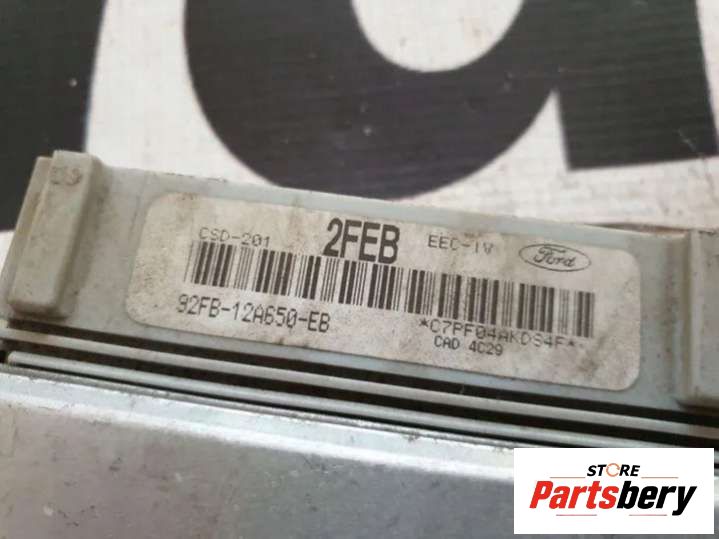 CSD-201 2FEB EEC-IV Ford
92FB-12A650-EB *C7PF04AKDS4F*
CAD 4C29
STORE
Partsbery